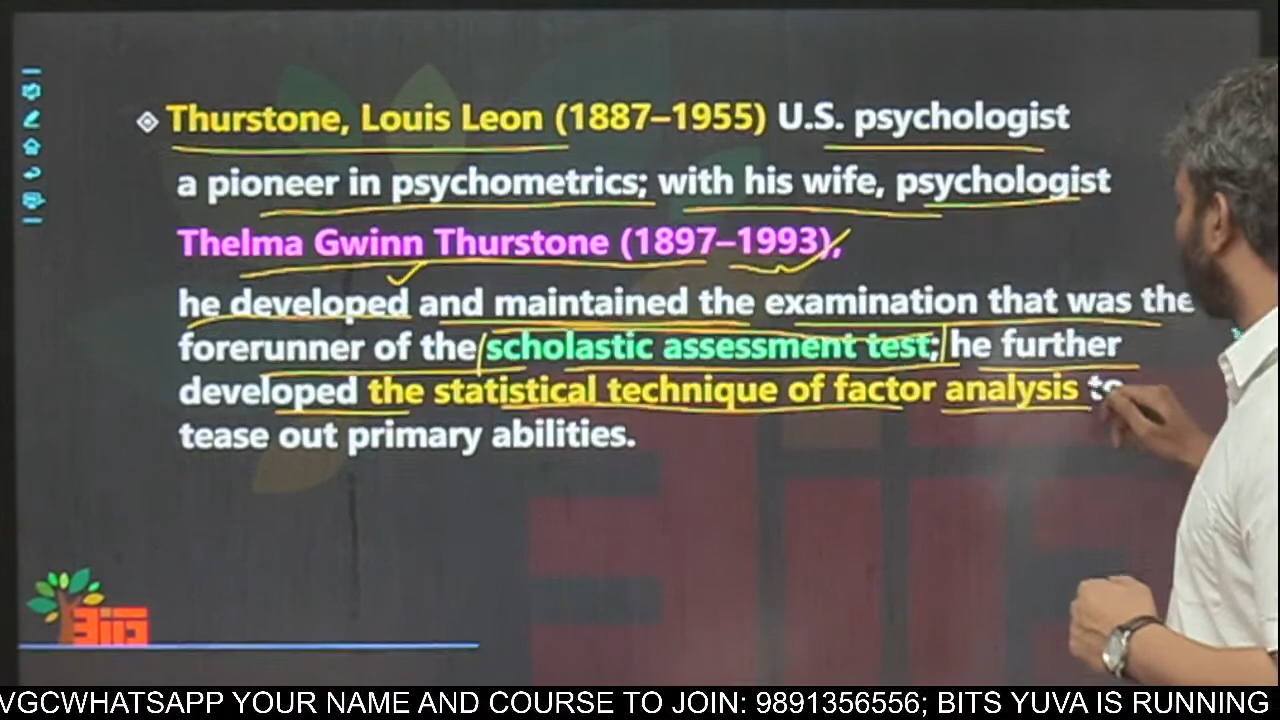 Thurstone, Louis Leon (1887–1955) U.S. psychologist
a pioneer in psychometrics; with his wife, psychologist
Thelma Gwinn Thurstone (1897–1993),
he developed and maintained the examination that was the
forerunner of the scholastic assessment test; he further
developed the statistical technique of factor analysis to
tease out primary abilities.
VGCWHATSAPP YOUR NAME AND COURSE TO JOIN: 9891356556; BITS YUVA IS RUNNING